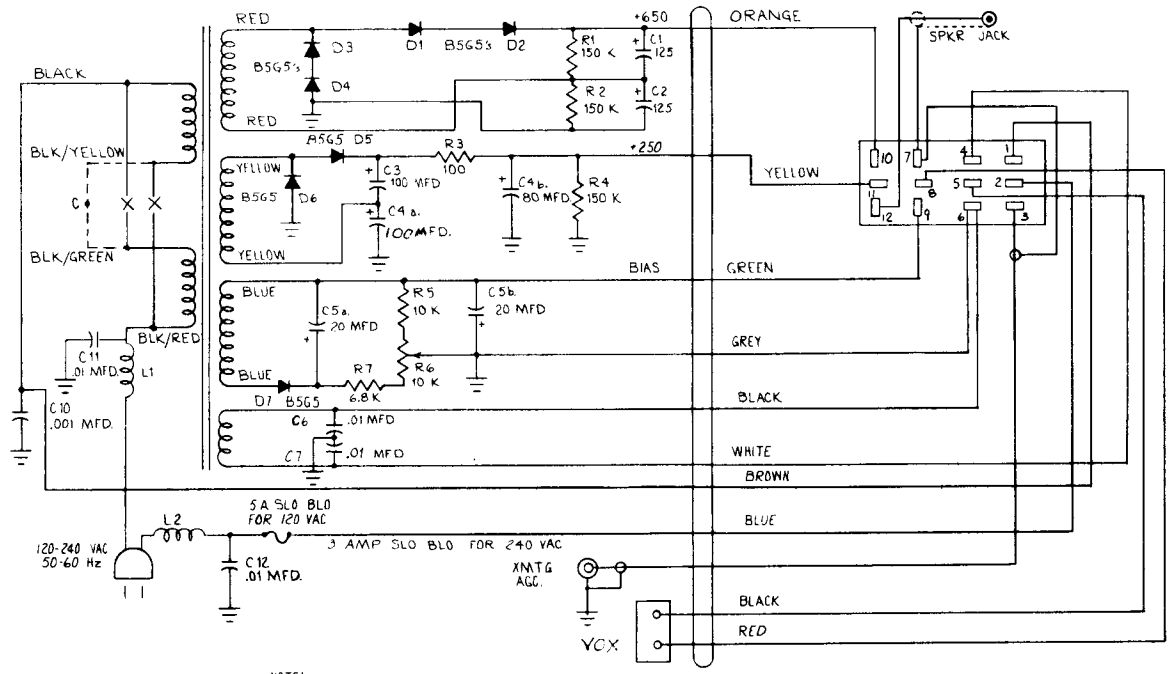 RED
+650
ORANGE
SPKR JACK
BLACK
D3
D1
B5G5's
D2
R1
150 K
C1
125
B5G5's
D4
R2
150 K
C2
125
RED
BLK/YELLOW
B5G5 D5
R3
100
+250
YELLOW
YELLOW
B5G5
D6
C3
100 MFD
C4a.
100MFD.
C4b.
80 MFD.
R4
150 K
C
BLK/GREEN
YELLOW
10 7 4 1
11 8 5 2
12 9 6 3
BIAS
GREEN
BLUE
C5a.
20 MFD
R5
10 K
C5b.
20 MFD
BLK/RED
C11
.01 MFD.
L1
GREY
BLUE
R7
6.8K
R6
10 K
D7 B5G5
BLACK
C10
.001 MFD.
C6
.01MFD
C7
.01 MFD
WHITE
BROWN
5A SLO BLO
FOR 120 VAC
L2
BLUE
3 AMP SLO BLO FOR 240 VAC
120-240 VAC
50-60 Hz
C12
.01 MFD.
XMTG
AGC.
BLACK
VOX
RED